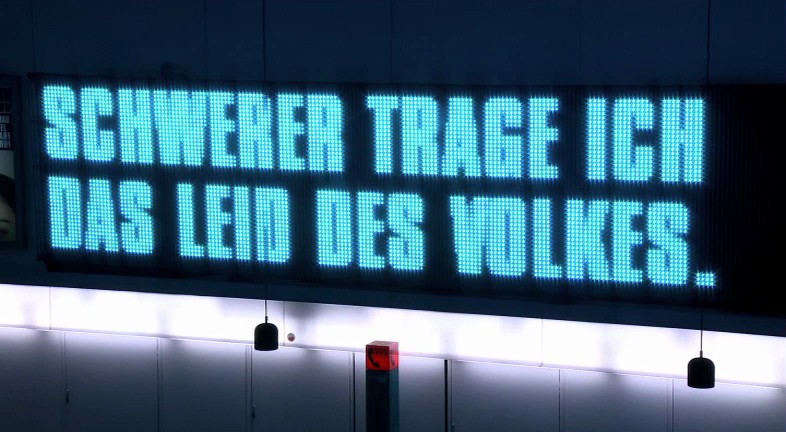 SCHWERER TRAGE ICH
DAS LEID DES VOLKES.